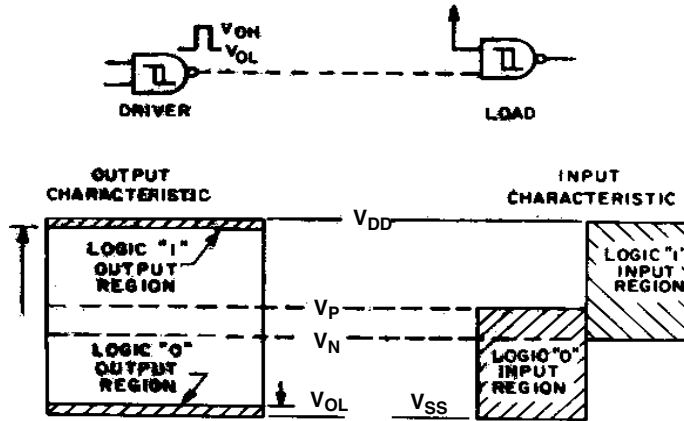 VOH
VOL
DRIVER
LOAD
OUTPUT
CHARACTERISTIC
INPUT
CHARACTERISTIC
VDD
LOGIC "1"
OUTPUT
REGION
LOGIC "1"
INPUT
REGION
VP
VN
LOGIC "0"
OUTPUT
REGION
LOGIC "0"
INPUT
REGION
VOL
VSS